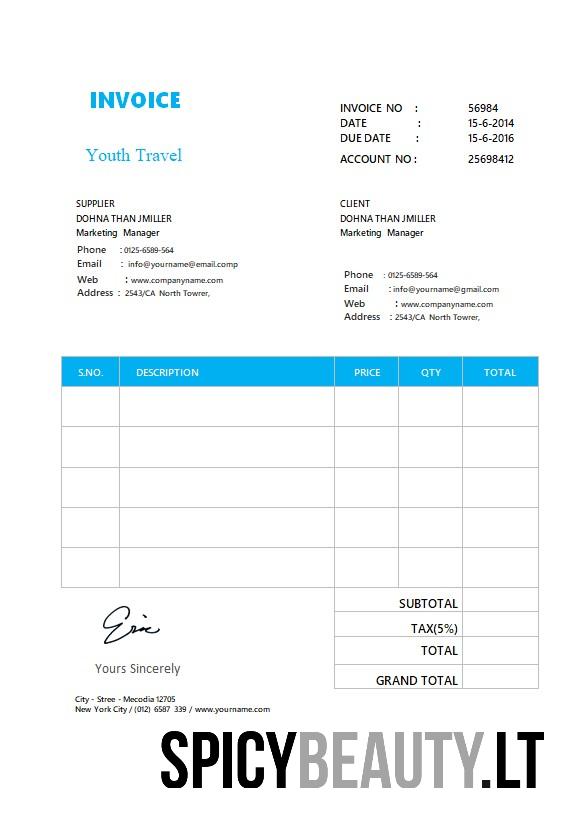 INVOICE
Youth Travel
INVOICE NO : 56984
DATE : 15-6-2014
DUE DATE : 15-6-2016
ACCOUNT NO : 25698412
SUPPLIER
DOHNA THAN JMILLER
Marketing Manager
Phone : 0125-6589-564
Email : info@yourname@email.comp
Web : www.companyname.com
Address : 2543/CA North Towrer,
CLIENT
DOHNA THAN JMILLER
Marketing Manager
Phone : 0125-6589-564
Email : info@yourname@gmail.com
Web : www.companyname.com
Address : 2543/CA North Towrer,
S.NO. DESCRIPTION PRICE QTY TOTAL
SUBTOTAL
TAX(5%)
TOTAL
GRAND TOTAL
Eric
Yours Sincerely
City - Stree - Mecodia 12705
New York City / (012) 6587 339 / www.yourname.com
SPICYBEAUTY.LT